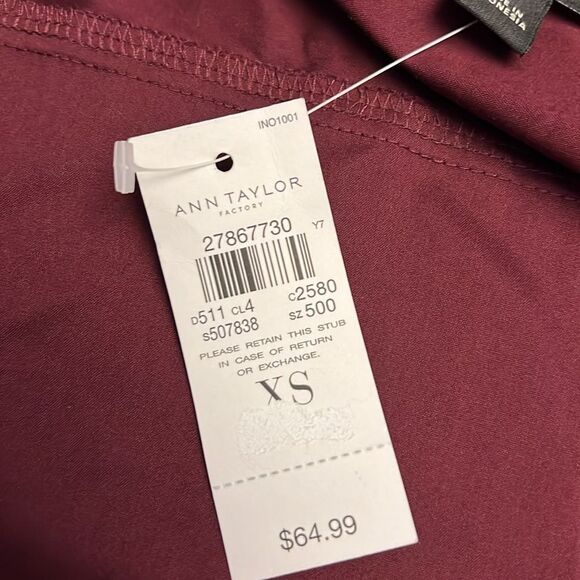 INO1001
ANN TAYLOR
FACTORY
27867730 Y7
D511 CL4 C2580
S507838 SZ500
PLEASE RETAIN THIS STUB
IN CASE OF RETURN
OR EXCHANGE.
XS
$64.99